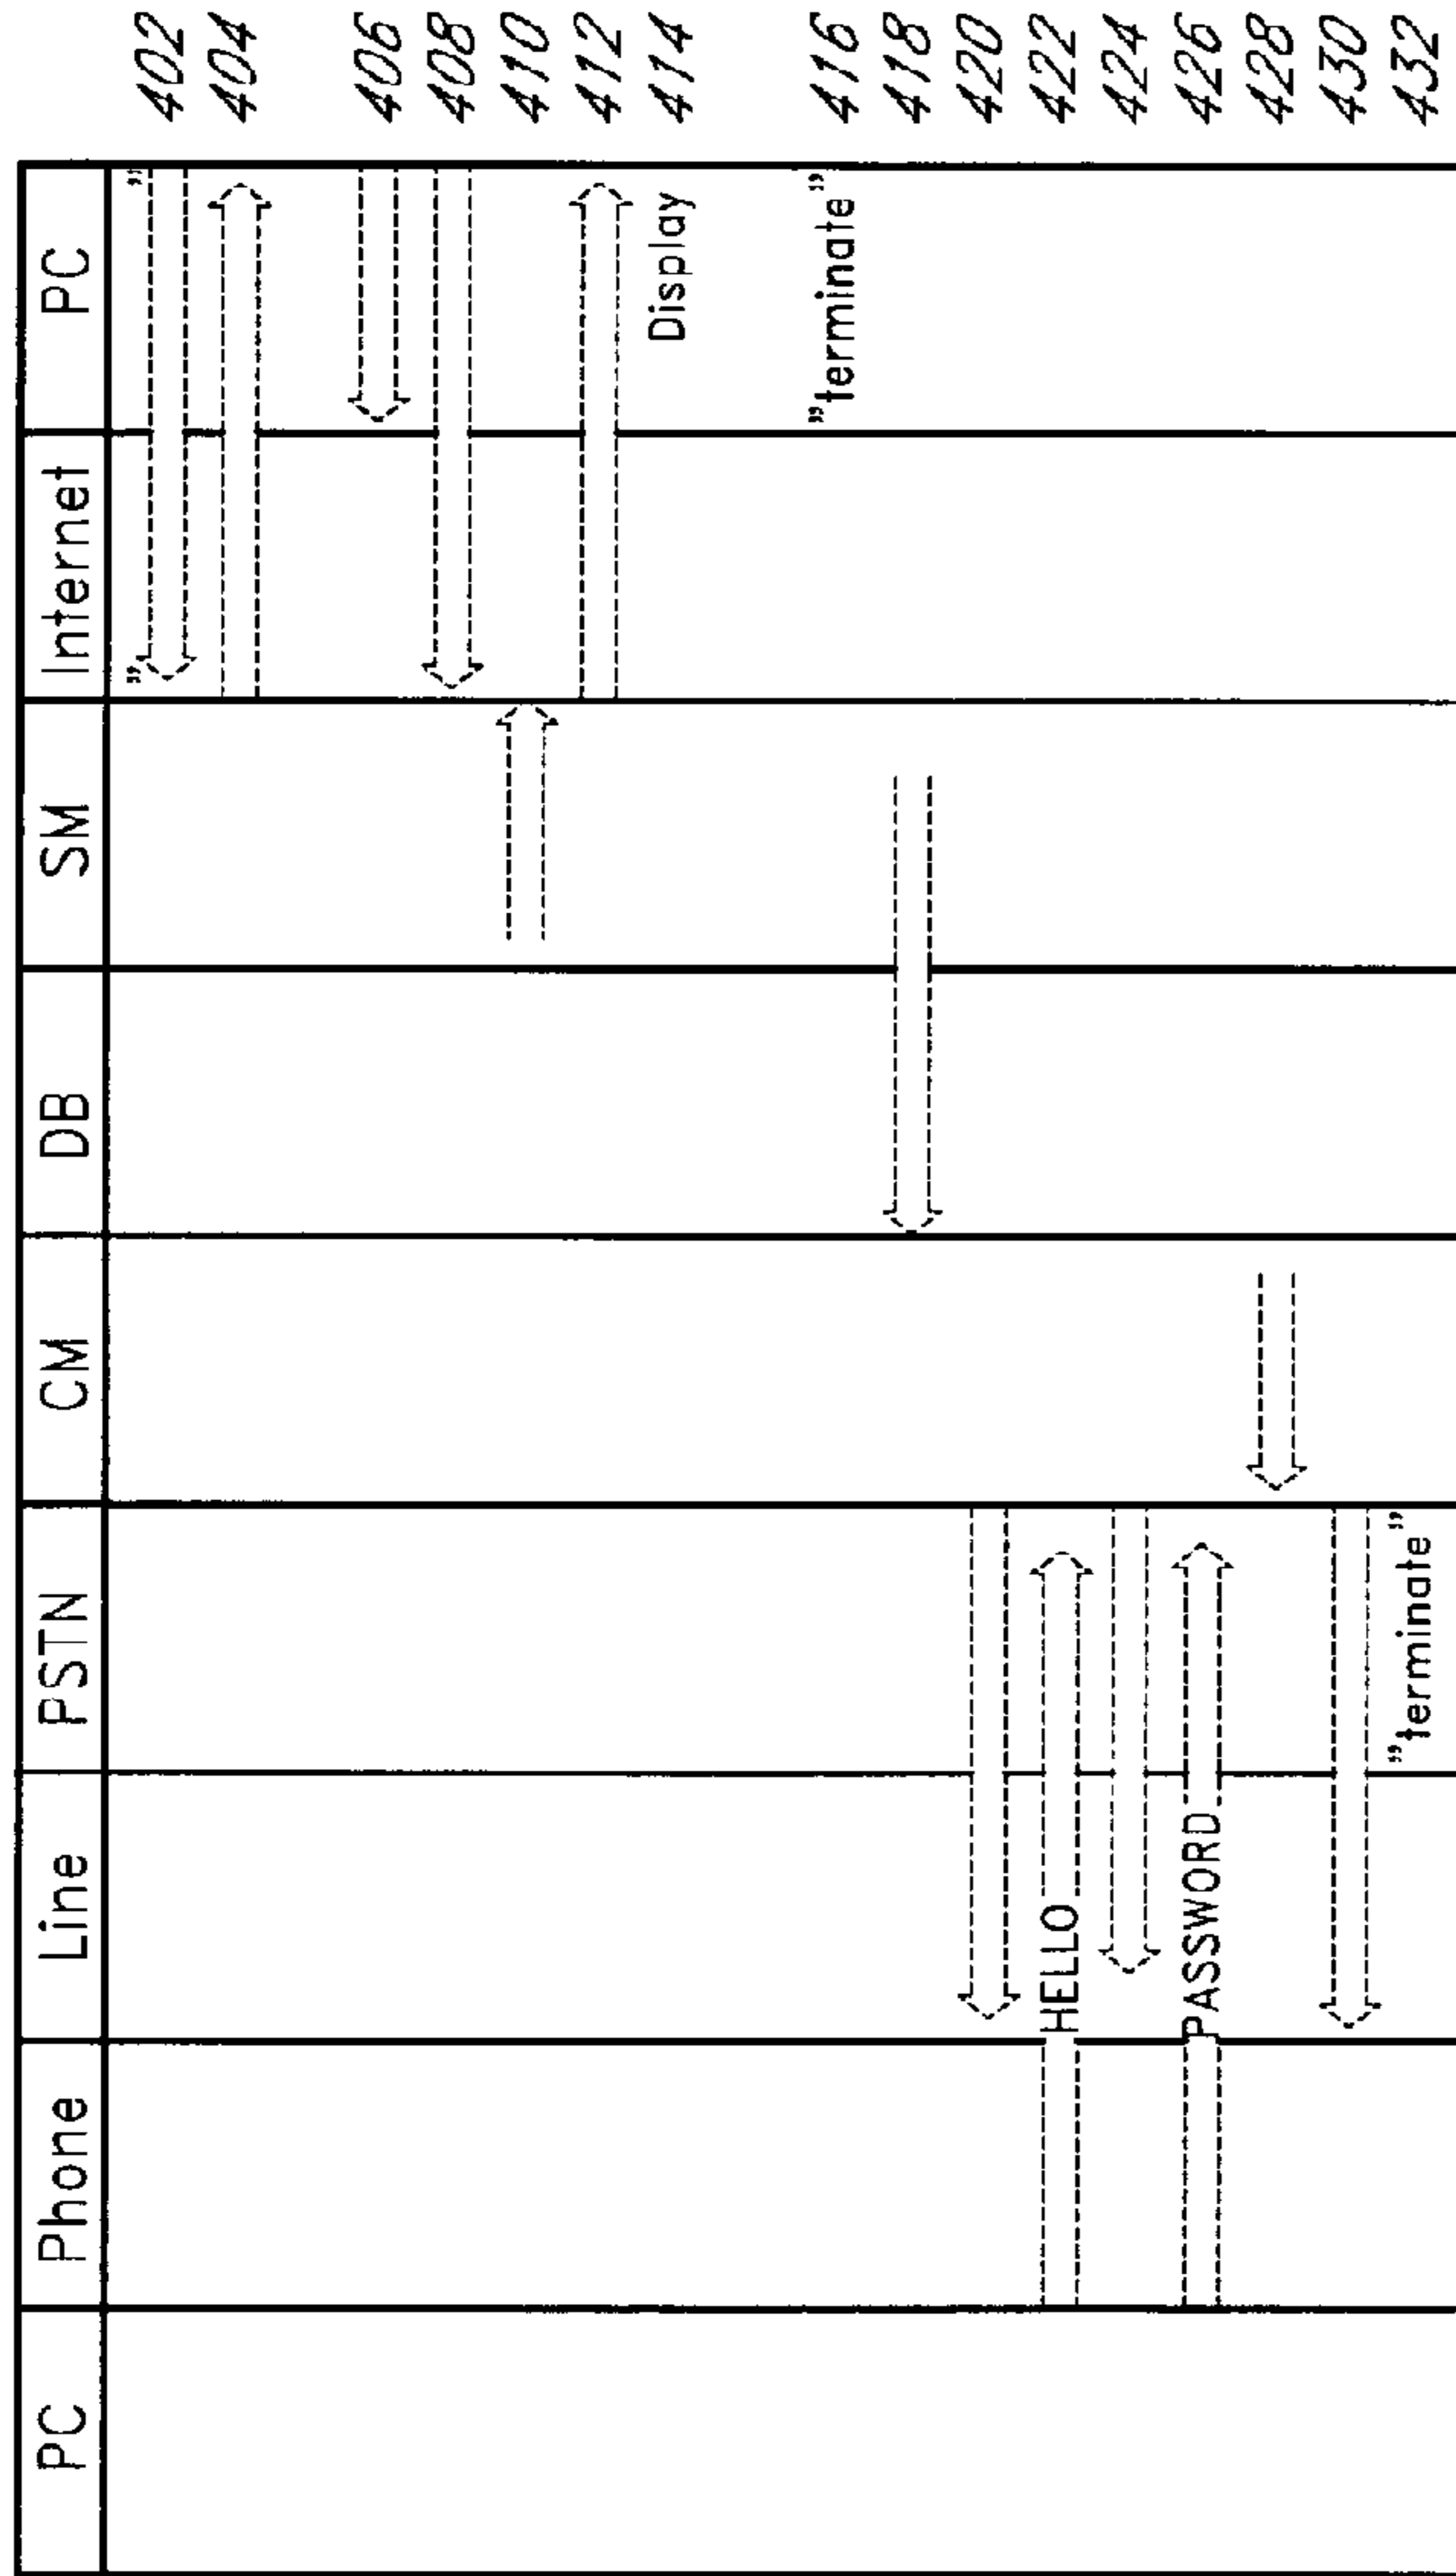 PC Phone Line PSTN CM DB SM Internet PC
" " 402
404
406
408
410
412
Display 414
"terminate" 416
418
420
HELLO 422
424
PASSWORD 426
428
430
"terminate" 432